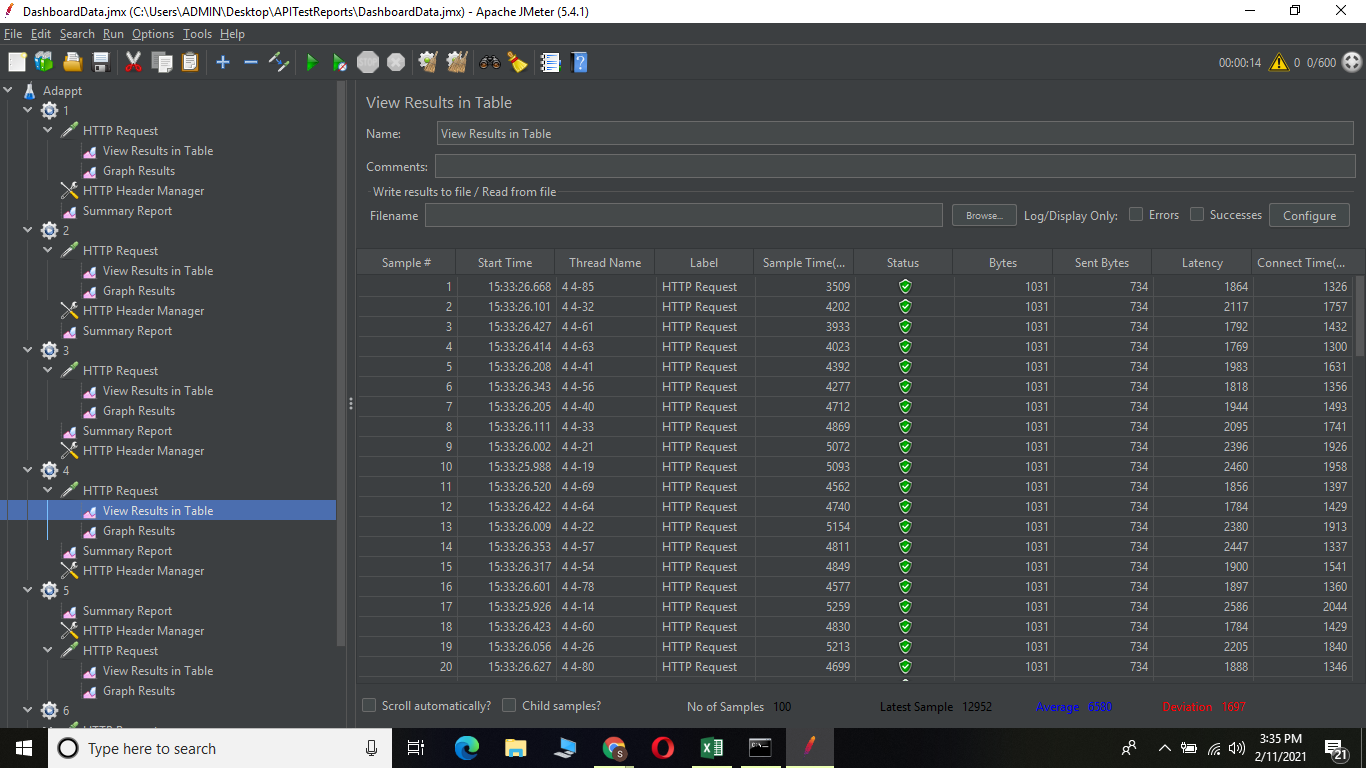 DashboardData.jmx (C:\Users\ADMIN\Desktop\APITestReports\DashboardData.jmx) - Apache JMeter (5.4.1)
File Edit Search Run Options Tools Help
STOP 00:00:14 0 0/600
Adappt
1
HTTP Request
View Results in Table
Graph Results
HTTP Header Manager
Summary Report
2
HTTP Request
View Results in Table
Graph Results
HTTP Header Manager
Summary Report
3
HTTP Request
View Results in Table
Graph Results
Summary Report
HTTP Header Manager
4
HTTP Request
View Results in Table
Graph Results
Summary Report
HTTP Header Manager
5
Summary Report
HTTP Header Manager
HTTP Request
View Results in Table
Graph Results
6
View Results in Table
Name: View Results in Table
Comments:
Write results to file / Read from file
Filename Browse... Log/Display Only: Errors Successes Configure
Sample # Start Time Thread Name Label Sample Time(... Status Bytes Sent Bytes Latency Connect Time(...
1 15:33:26.668 4 4-85 HTTP Request 3509 1031 734 1864 1326
2 15:33:26.101 4 4-32 HTTP Request 4202 1031 734 2117 1757
3 15:33:26.427 4 4-61 HTTP Request 3933 1031 734 1792 1432
4 15:33:26.414 4 4-63 HTTP Request 4023 1031 734 1769 1300
5 15:33:26.208 4 4-41 HTTP Request 4392 1031 734 1983 1631
6 15:33:26.343 4 4-56 HTTP Request 4277 1031 734 1818 1356
7 15:33:26.205 4 4-40 HTTP Request 4712 1031 734 1944 1493
8 15:33:26.111 4 4-33 HTTP Request 4869 1031 734 2095 1741
9 15:33:26.002 4 4-21 HTTP Request 5072 1031 734 2396 1926
10 15:33:25.988 4 4-19 HTTP Request 5093 1031 734 2460 1958
11 15:33:26.520 4 4-69 HTTP Request 4562 1031 734 1856 1397
12 15:33:26.422 4 4-64 HTTP Request 4740 1031 734 1784 1429
13 15:33:26.009 4 4-22 HTTP Request 5154 1031 734 2380 1913
14 15:33:26.353 4 4-57 HTTP Request 4811 1031 734 2447 1337
15 15:33:26.317 4 4-54 HTTP Request 4849 1031 734 1900 1541
16 15:33:26.601 4 4-78 HTTP Request 4577 1031 734 1897 1360
17 15:33:25.926 4 4-14 HTTP Request 5259 1031 734 2586 2044
18 15:33:26.423 4 4-60 HTTP Request 4830 1031 734 1784 1429
19 15:33:26.056 4 4-26 HTTP Request 5213 1031 734 2205 1840
20 15:33:26.627 4 4-80 HTTP Request 4699 1031 734 1888 1346
Scroll automatically? Child samples? No of Samples 100 Latest Sample 12952 Average 6580 Deviation 1697
Type here to search
3:35 PM
2/11/2021
21